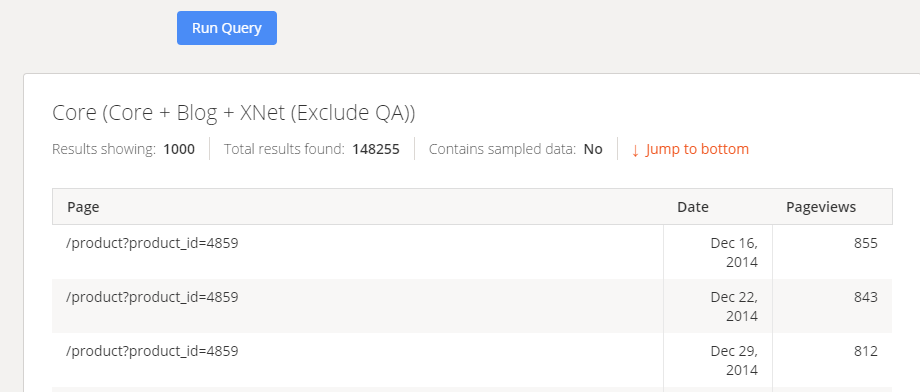 Run Query
Core (Core + Blog + XNet (Exclude QA))
Results showing: 1000 Total results found: 148255 Contains sampled data: No ↓ Jump to bottom
Page Date Pageviews
/product?product_id=4859 Dec 16, 855
2014
/product?product_id=4859 Dec 22, 843
2014
/product?product_id=4859 Dec 29, 812
2014